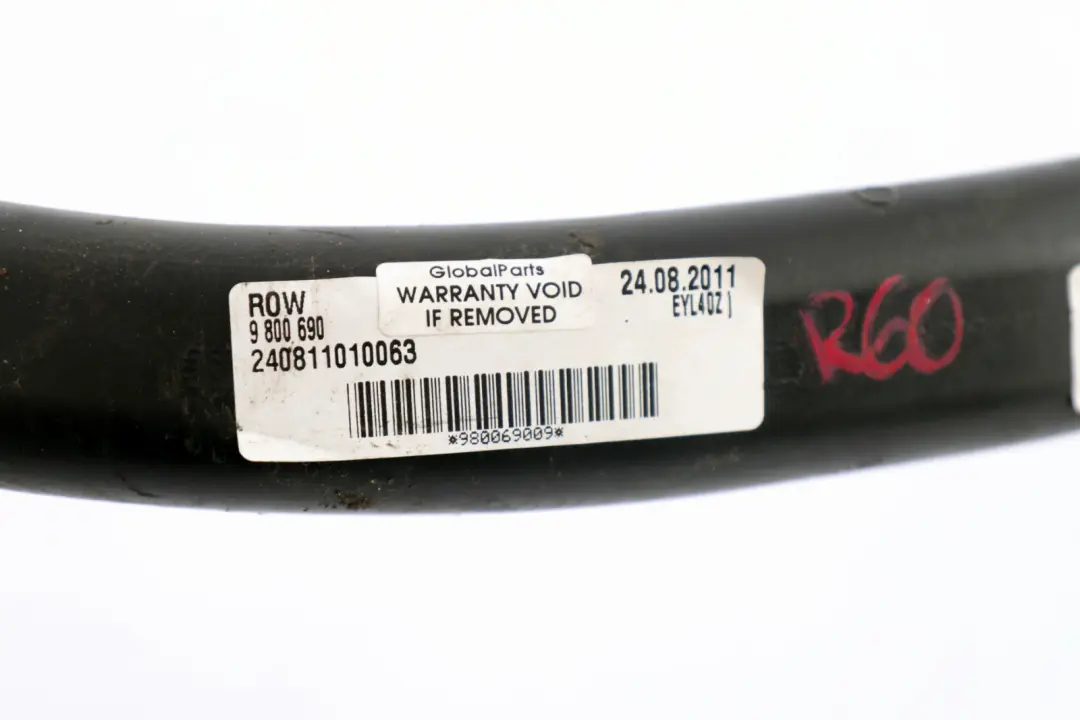 GlobalParts
WARRANTY VOID
IF REMOVED
ROW
9 800 690
240811010063
24.08.2011
EYL40Z )
*980069009*
R60